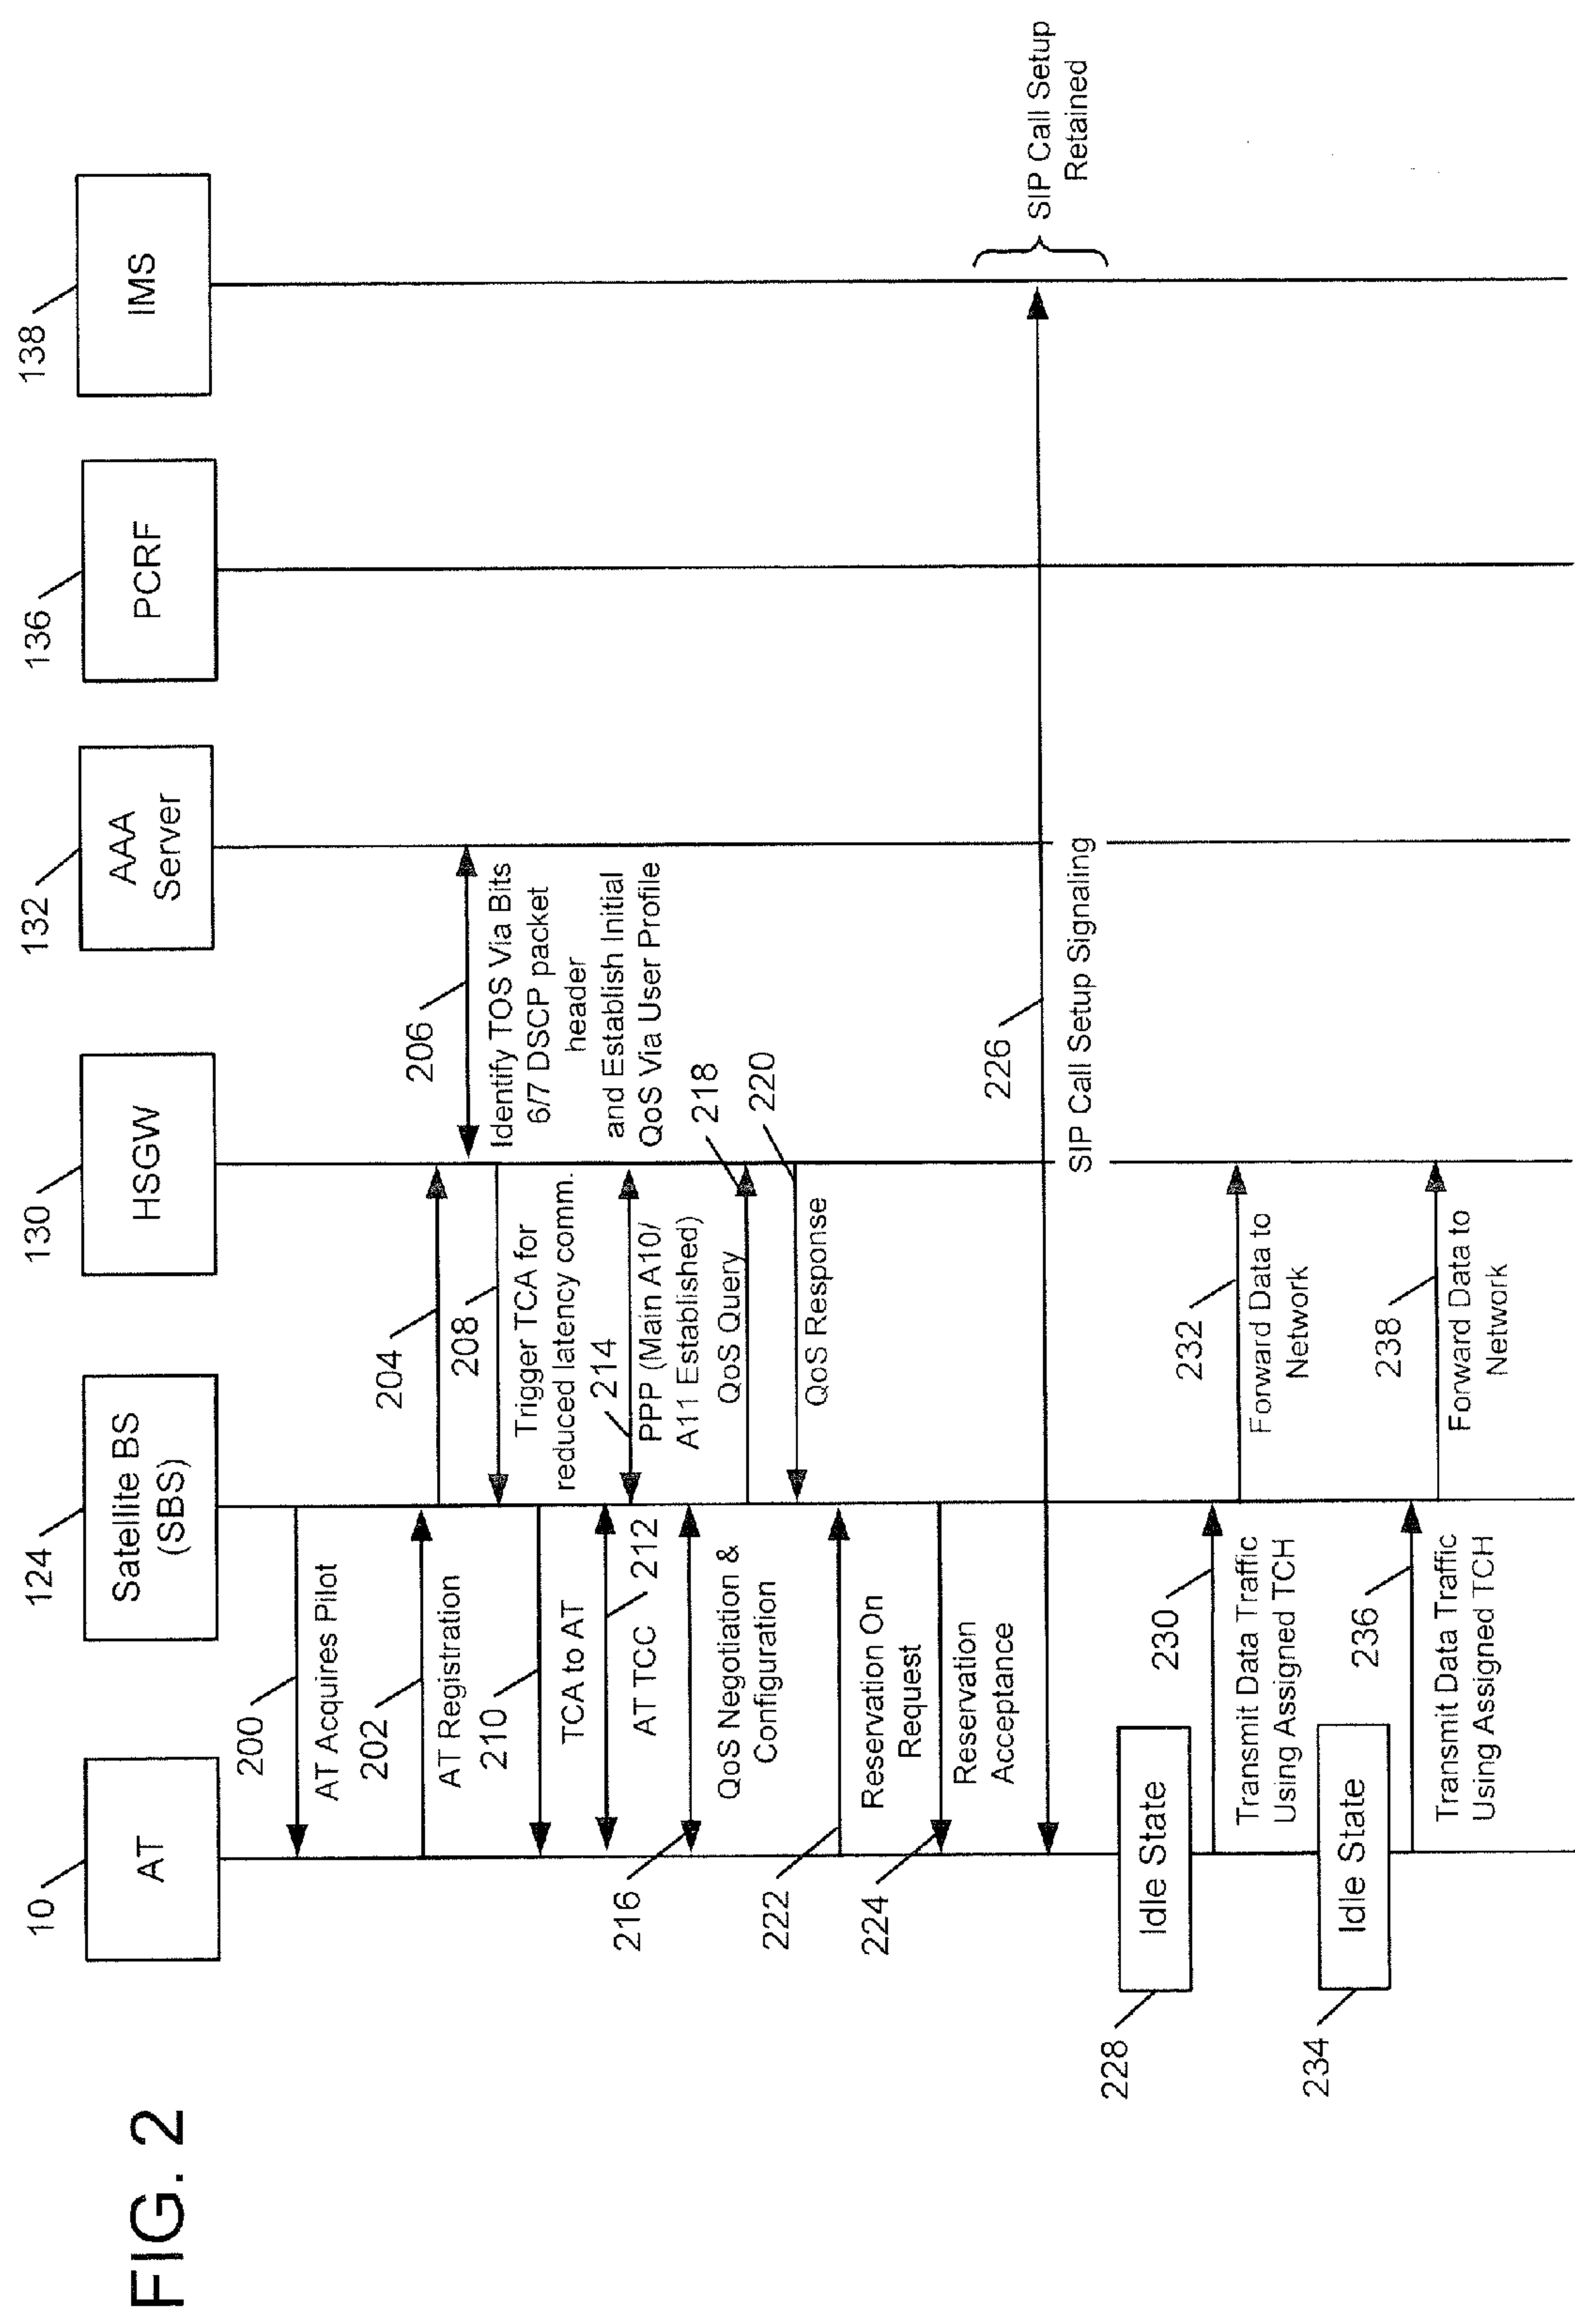 FIG. 2
10
AT
124
Satellite BS
(SBS)
130
HSGW
132
AAA
Server
136
PCRF
138
IMS
200
AT Acquires Pilot
202
AT Registration
204
206
Identify TOS Via Bits
6/7 DSCP packet
header
and Establish Initial
QoS Via User Profile
208
Trigger TCA for
reduced latency comm.
210
TCA to AT
212
AT TCC
214
PPP (Main A10/
A11 Established)
216
QoS Negotiation &
Configuration
218
QoS Query
220
QoS Response
222
Reservation On
Request
224
Reservation
Acceptance
226
SIP Call Setup Signaling
SIP Call Setup
Retained
228
Idle State
230
Transmit Data Traffic
Using Assigned TCH
232
Forward Data to
Network
234
Idle State
236
Transmit Data Traffic
Using Assigned TCH
238
Forward Data to
Network